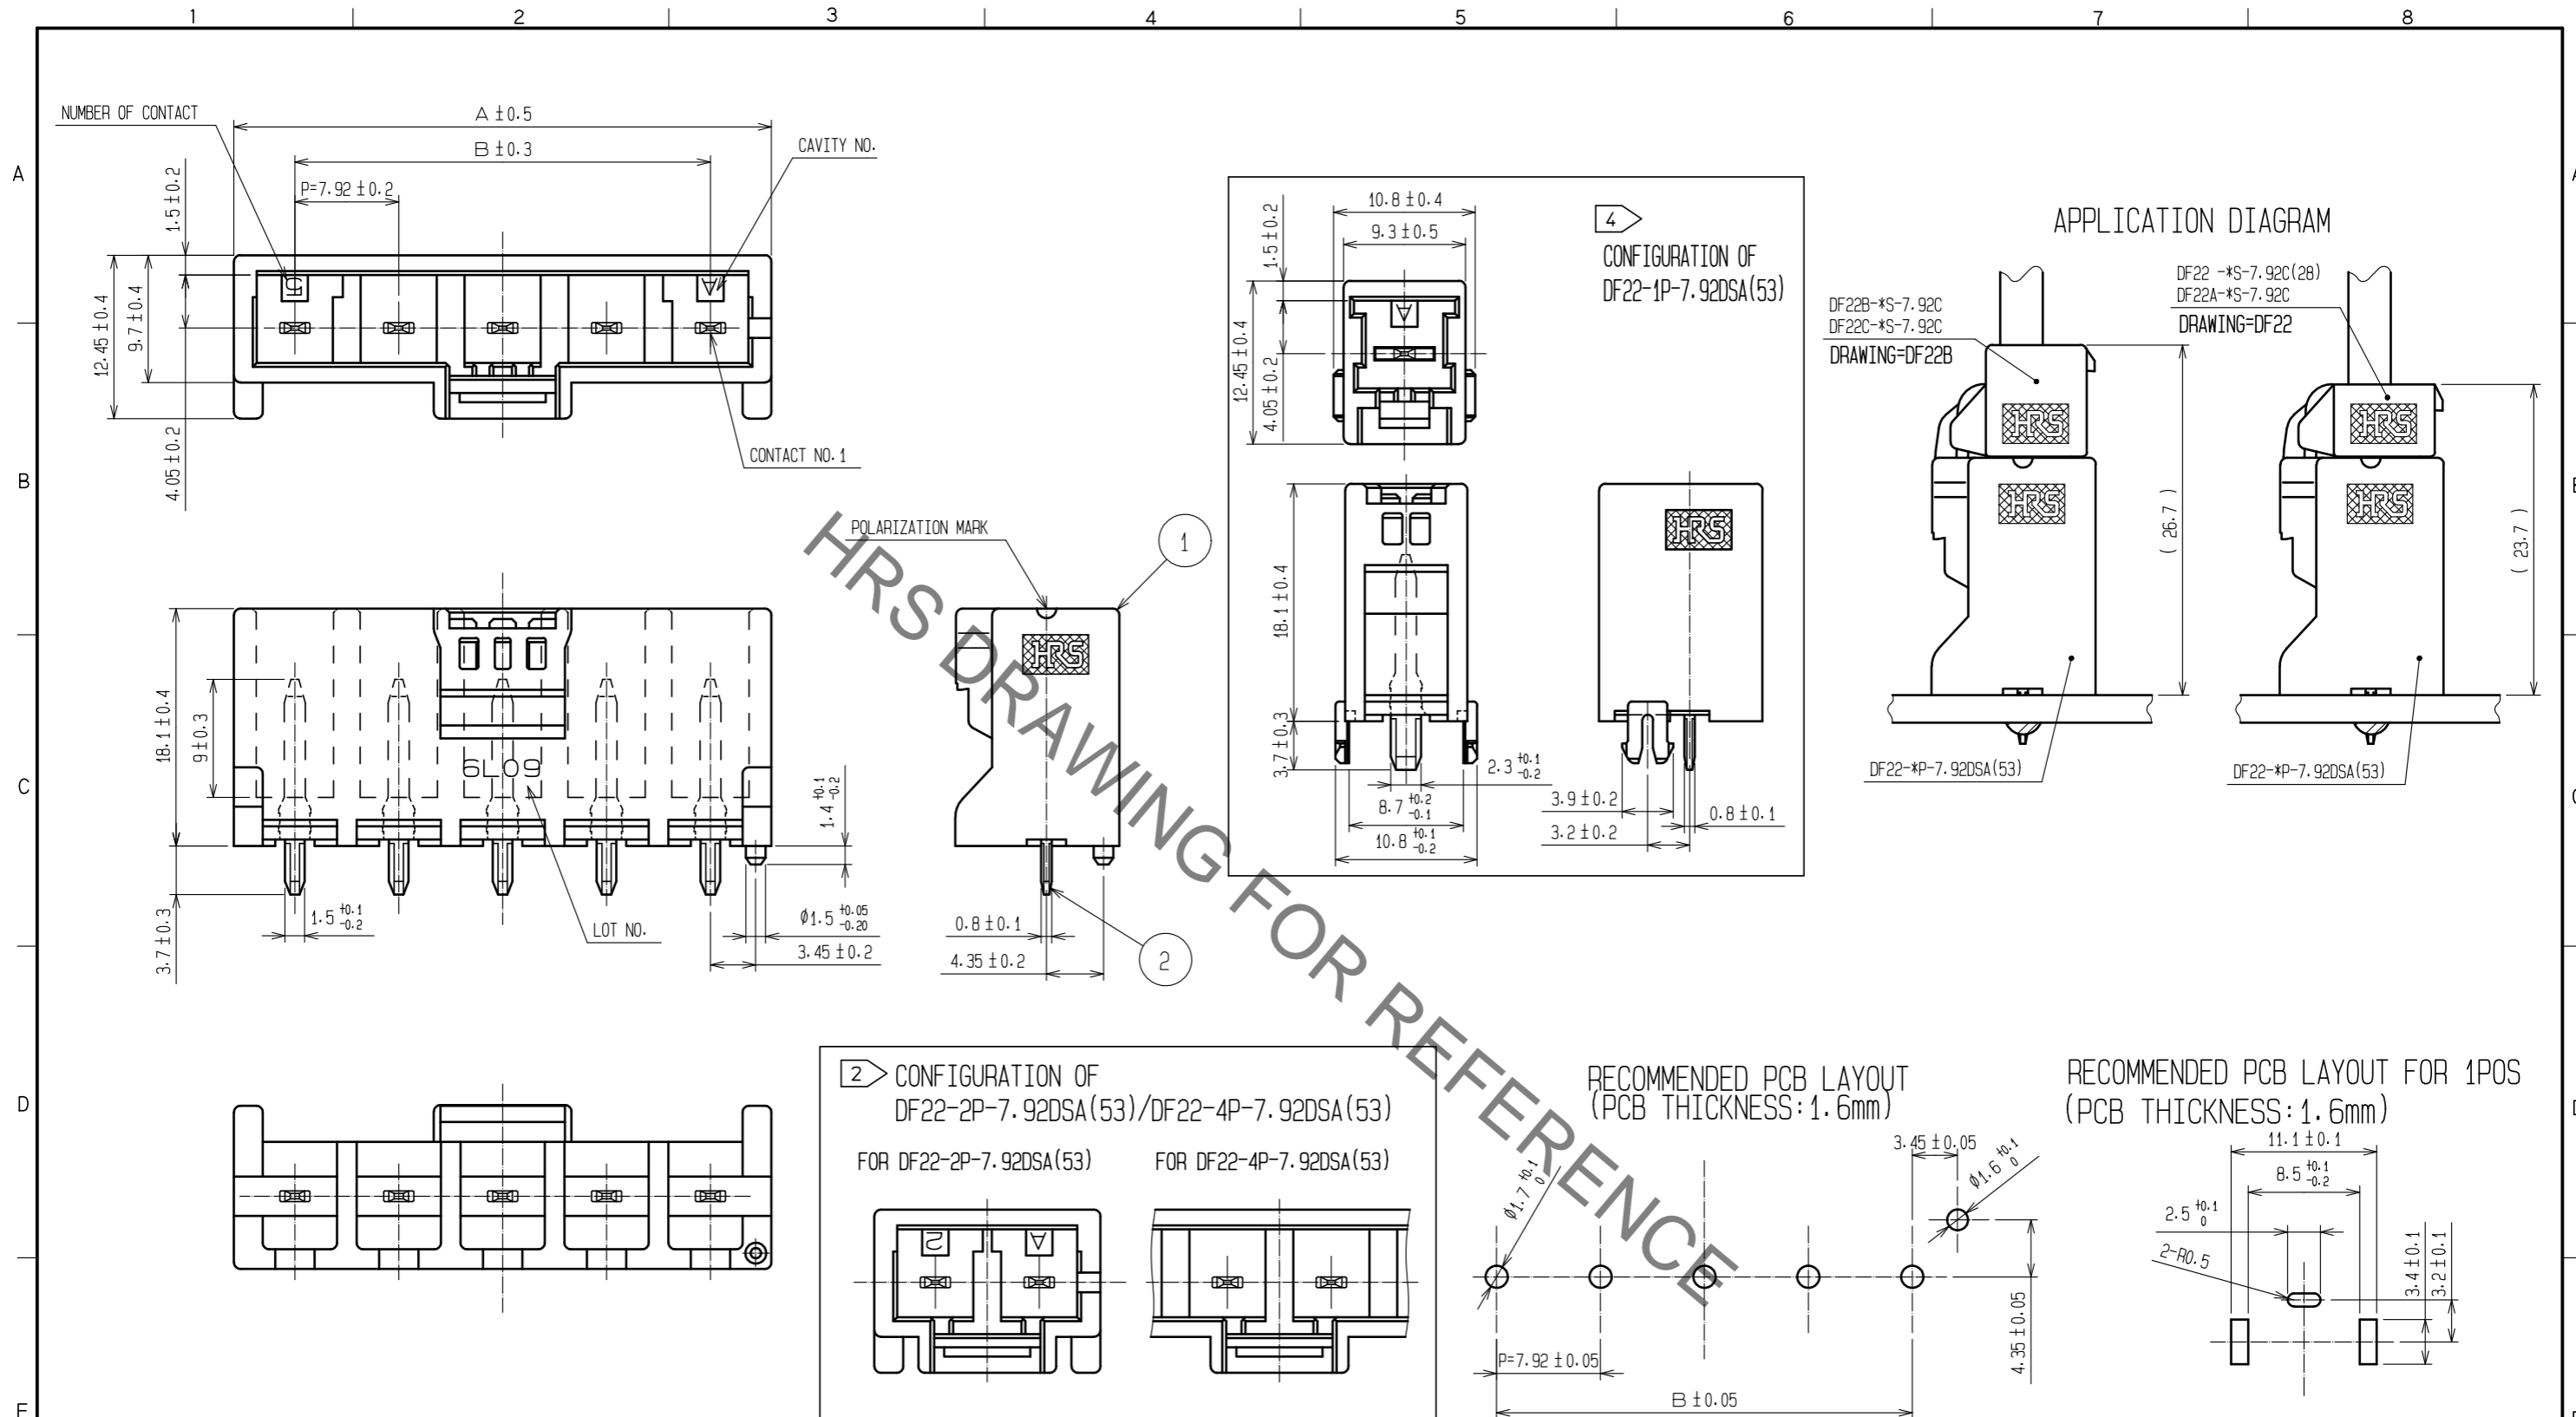 1 2 3 4 5 6 7 8
A
B
C
D
E
NUMBER OF CONTACT
A ±0.5
B ±0.3
P=7.92 ±0.2
CAVITY NO.
1.5 ±0.2
12.45 ±0.4
9.7 ±0.4
4.05 ±0.2
5
A
CONTACT NO.1
POLARIZATION MARK
1
HRS
18.1 ±0.4
9 ±0.3
6L09
3.7 ±0.3
1.5 +0.1 -0.2
LOT NO.
1.4 +0.1 -0.2
Ø1.5 +0.05 -0.20
3.45 ±0.2
0.8 ±0.1
4.35 ±0.2
2
10.8 ±0.4
9.3 ±0.5
1.5 ±0.2
12.45 ±0.4
4.05 ±0.2
A
4
CONFIGURATION OF
DF22-1P-7.92DSA(53)
18.1 ±0.4
3.7 ±0.3
2.3 +0.1 -0.2
8.7 +0.2 -0.1
10.8 +0.1 -0.2
HRS
3.9 ±0.2
3.2 ±0.2
0.8 ±0.1
APPLICATION DIAGRAM
DF22B-*S-7.92C
DF22C-*S-7.92C
DRAWING=DF22B
HRS
HRS
( 26.7 )
DF22-*P-7.92DSA(53)
DF22 -*S-7.92C(28)
DF22A-*S-7.92C
DRAWING=DF22
HRS
HRS
( 23.7 )
DF22-*P-7.92DSA(53)
HRS DRAWING FOR REFERENCE
2
CONFIGURATION OF
DF22-2P-7.92DSA(53)/DF22-4P-7.92DSA(53)
FOR DF22-2P-7.92DSA(53)
FOR DF22-4P-7.92DSA(53)
2
A
RECOMMENDED PCB LAYOUT
(PCB THICKNESS:1.6mm)
3.45 ±0.05
Ø1.7 +0.1 0
Ø1.6 +0.1 0
4.35 ±0.05
P=7.92 ±0.05
B ±0.05
RECOMMENDED PCB LAYOUT FOR 1POS
(PCB THICKNESS:1.6mm)
11.1 ±0.1
8.5 +0.1 -0.2
2.5 +0.1 0
2-R0.5
3.4 ±0.1
3.2 ±0.1